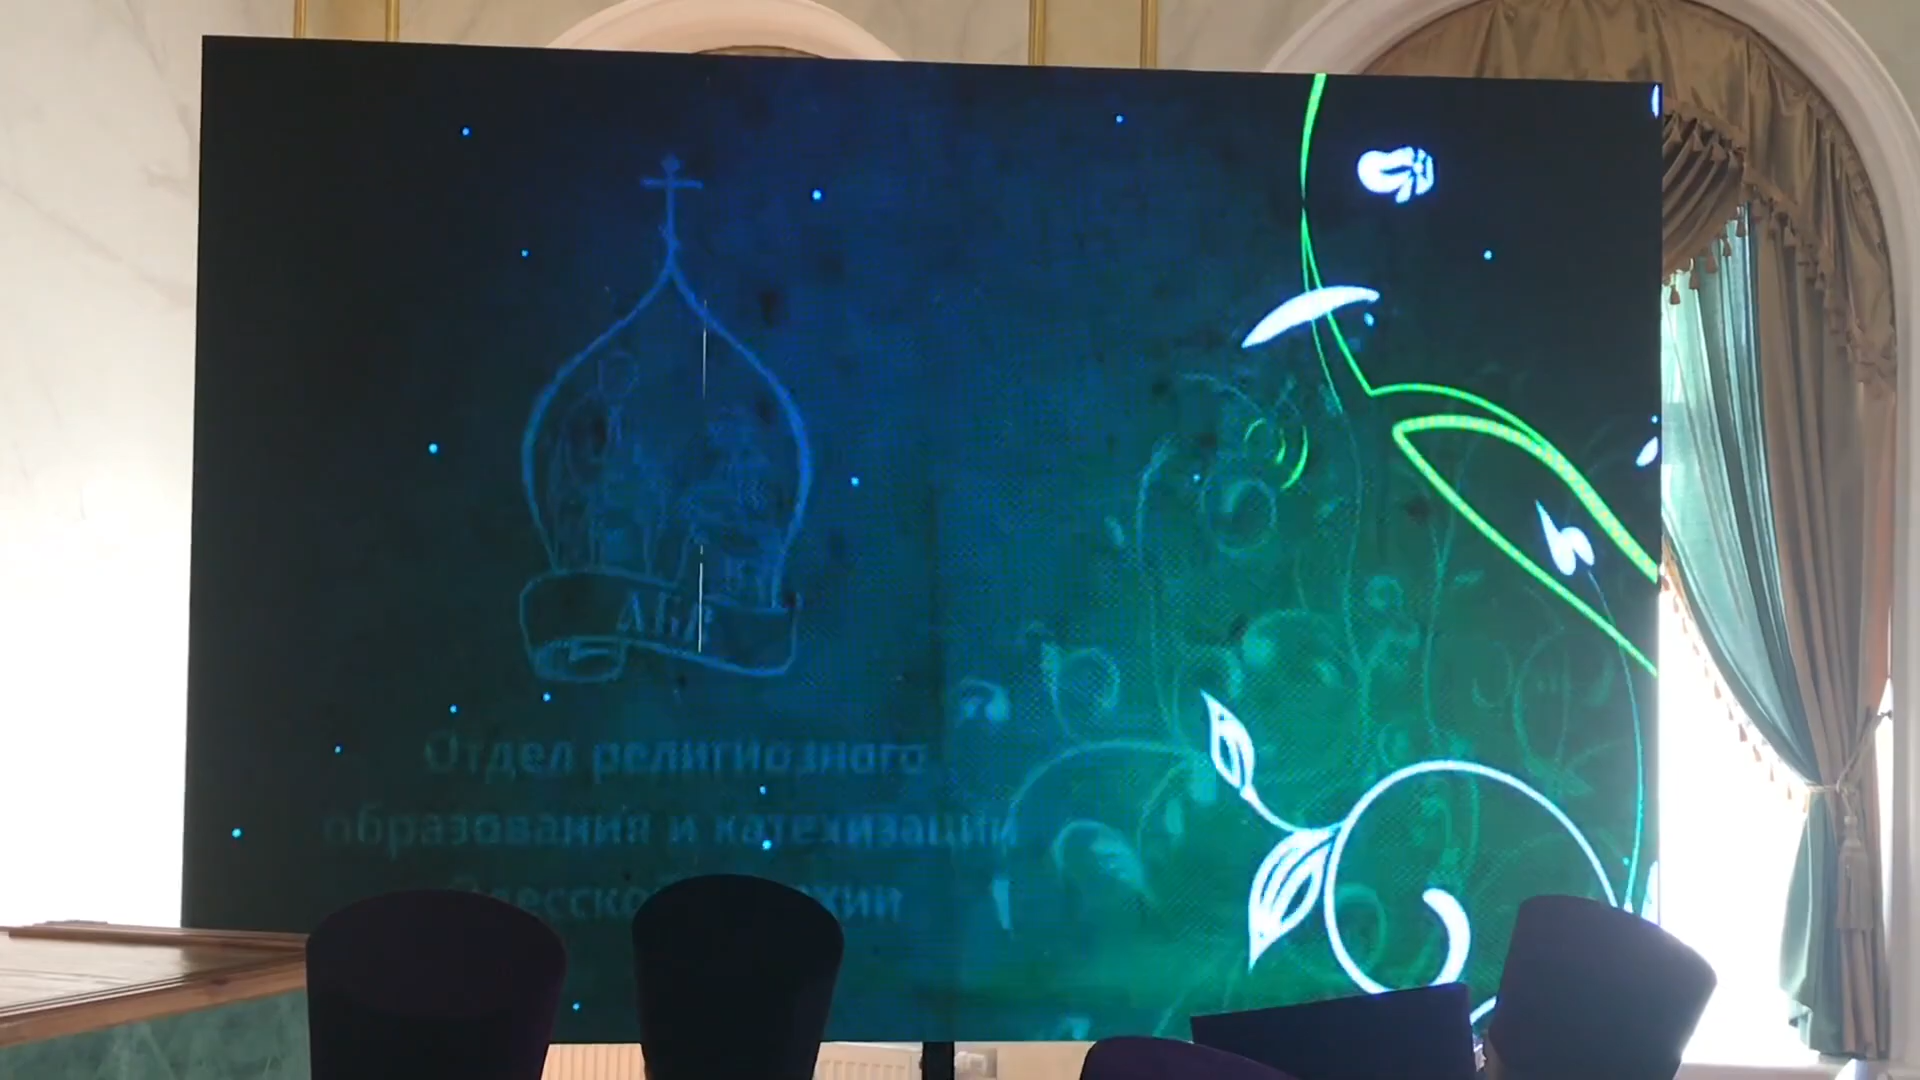 АБВ
Отдел религиозного
образования и катехизации